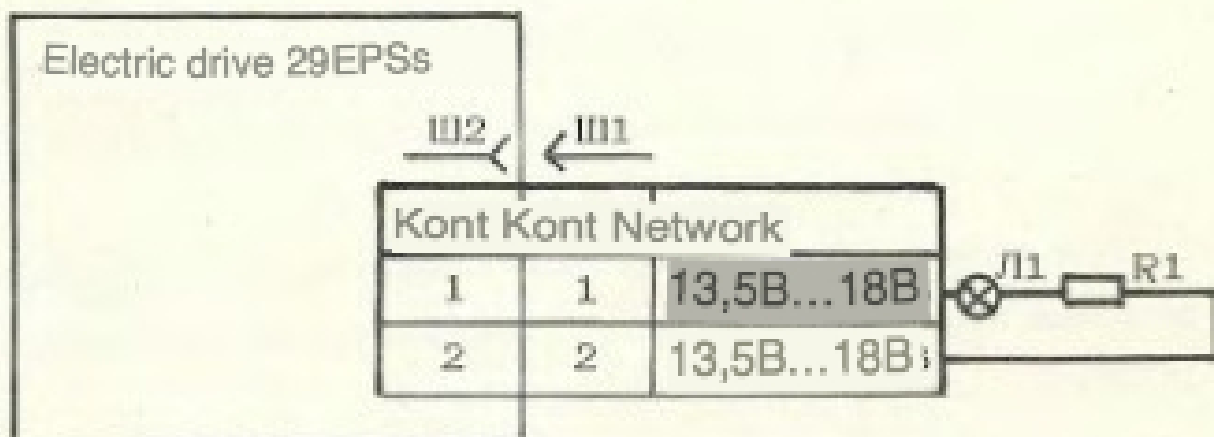 Electric drive 29EPSs
Ш2 Ш1
Kont Kont Network
1 1 13,5В...18В Л1 R1
2 2 13,5В...18В